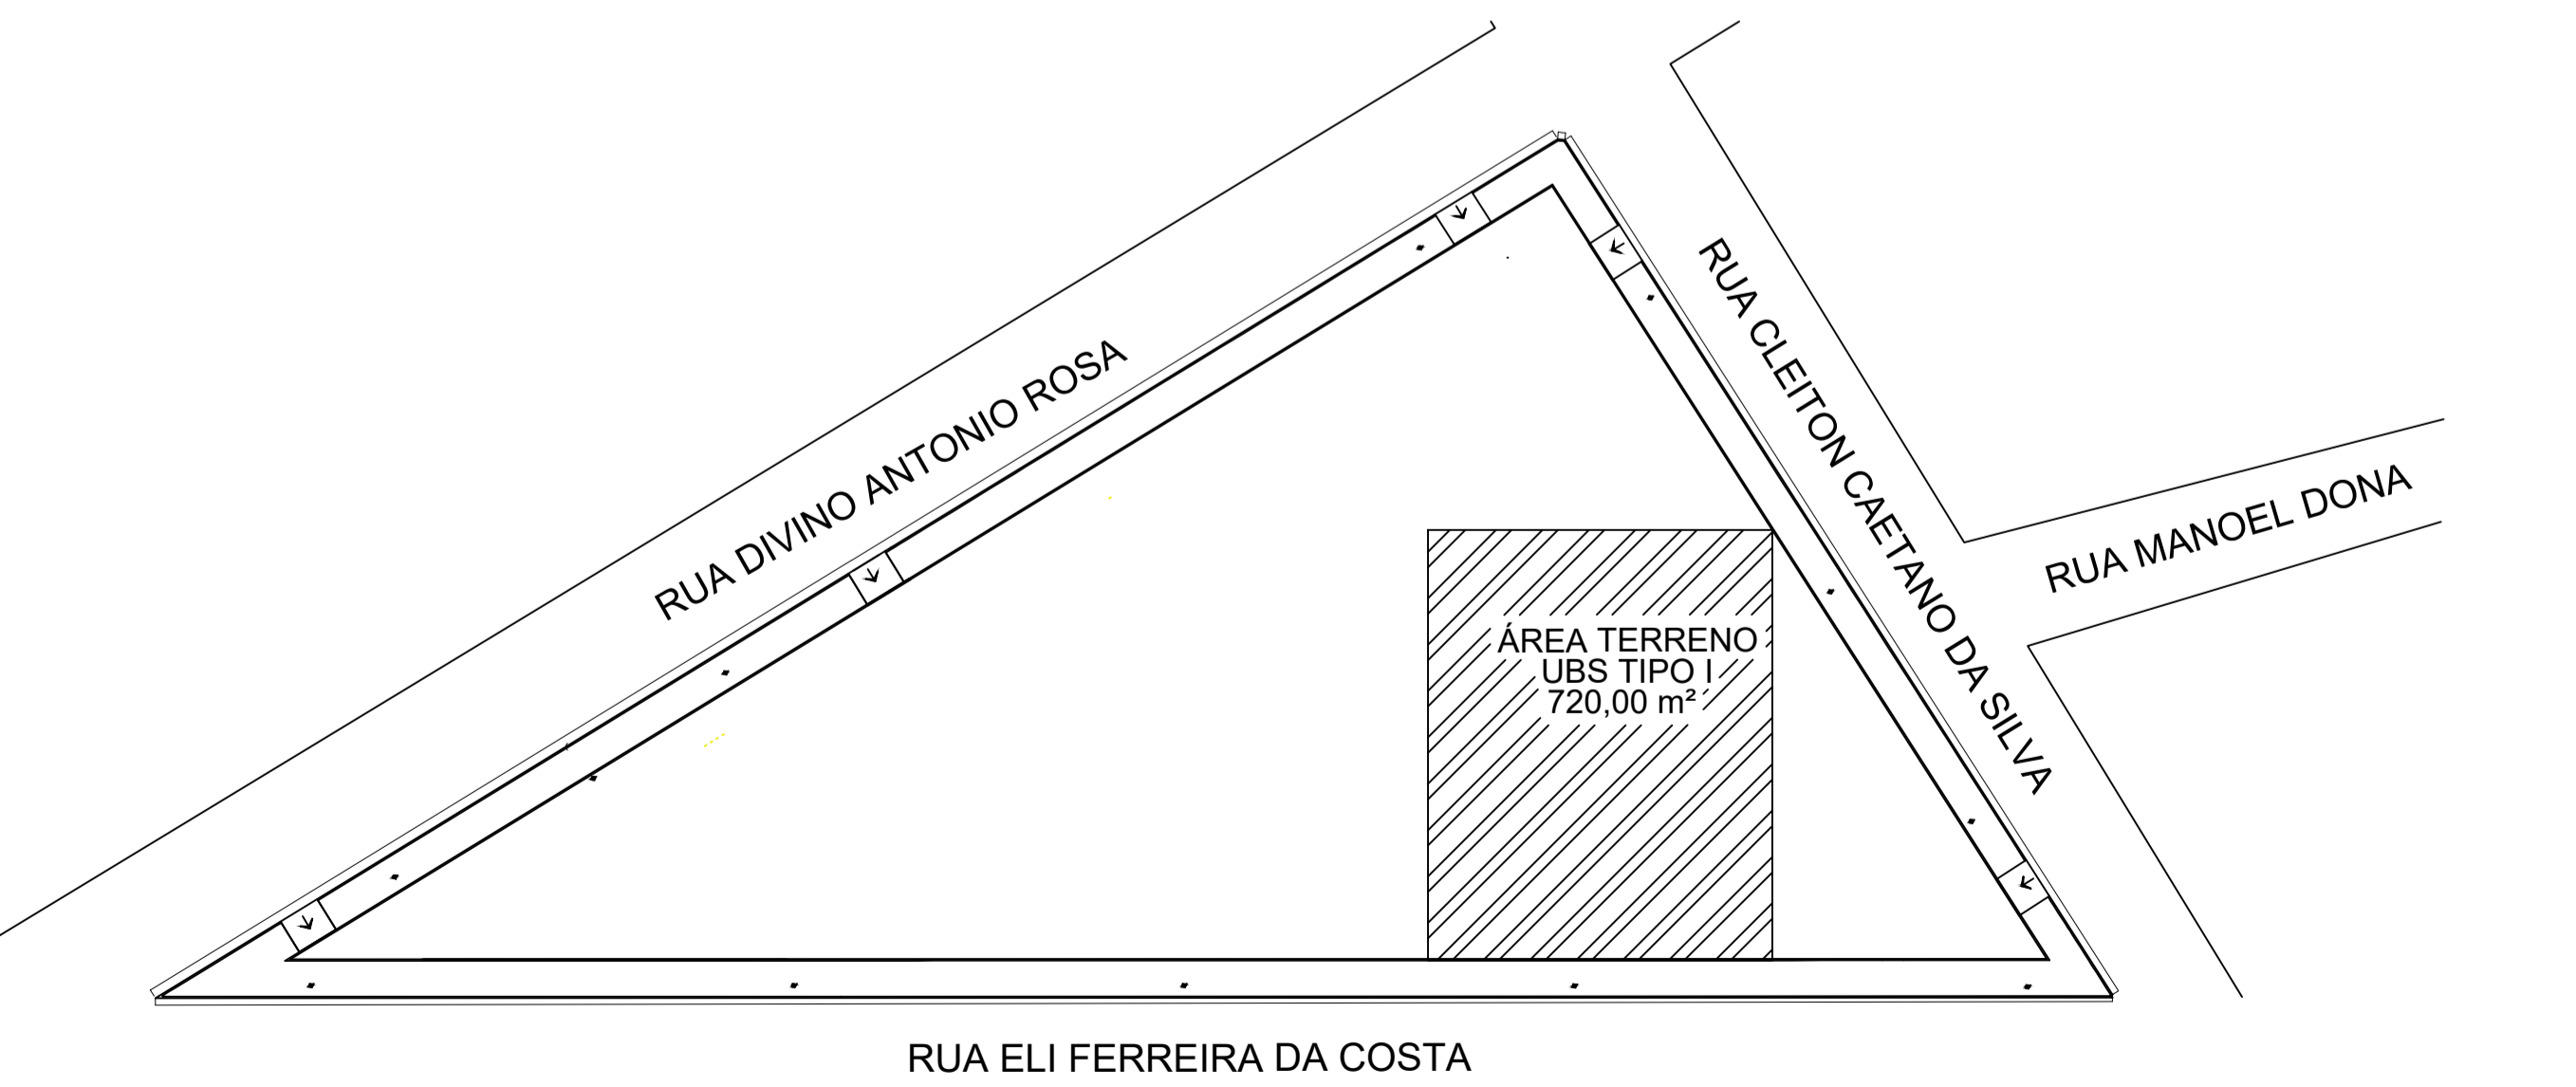 RUA DIVINO ANTONIO ROSA
RUA CLEITON CAETANO DA SILVA
RUA MANOEL DONA
ÁREA TERRENO
UBS TIPO I
720,00 m²
RUA ELI FERREIRA DA COSTA